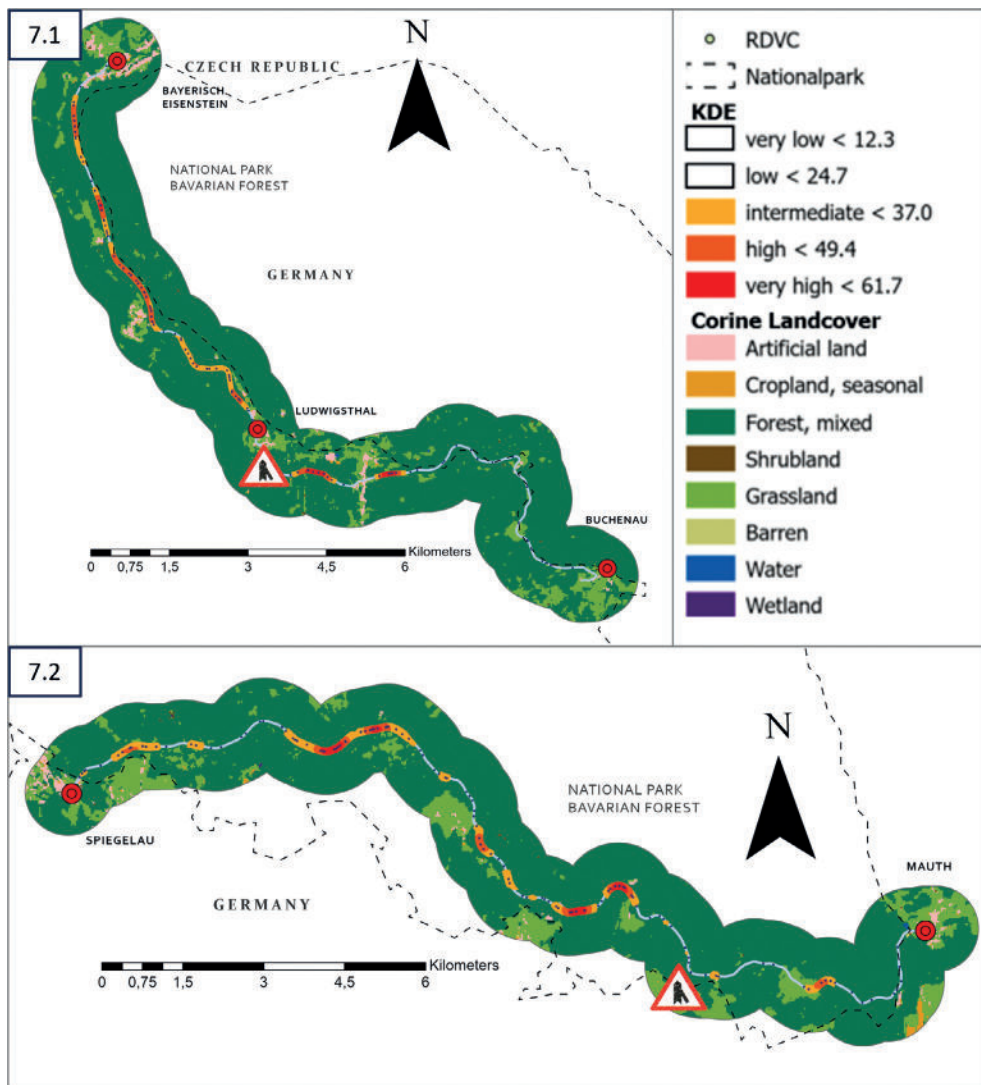 7.1
N
CZECH REPUBLIC
BAYERISCH
EISENSTEIN
NATIONAL PARK
BAVARIAN FOREST
GERMANY
LUDWIGSTHAL
BUCHENAU
Kilometers
0 0,75 1,5 3 4,5 6
RDVC
Nationalpark
KDE
very low < 12.3
low < 24.7
intermediate < 37.0
high < 49.4
very high < 61.7
Corine Landcover
Artificial land
Cropland, seasonal
Forest, mixed
Shrubland
Grassland
Barren
Water
Wetland
7.2
N
NATIONAL PARK
BAVARIAN FOREST
SPIEGELAU
MAUTH
GERMANY
Kilometers
0 0,75 1,5 3 4,5 6